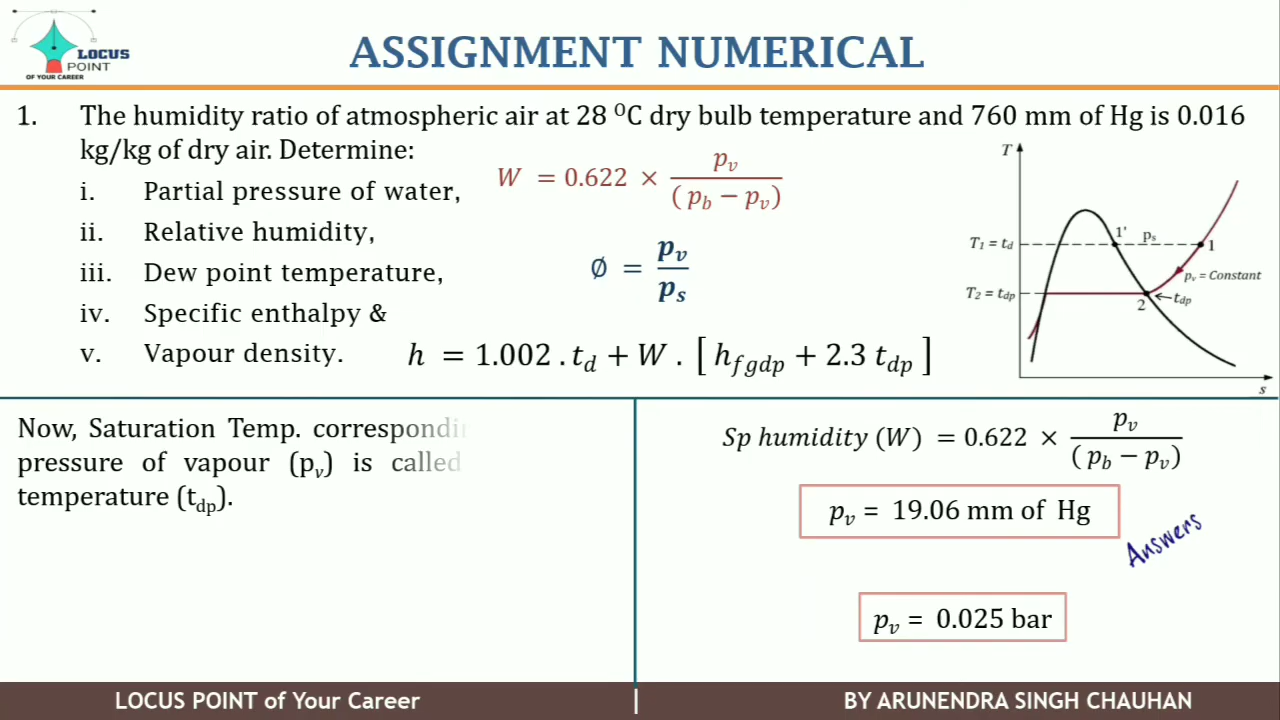 LOCUS
POINT
OF YOUR CAREER
ASSIGNMENT NUMERICAL
1. The humidity ratio of atmospheric air at 28 ᴼC dry bulb temperature and 760 mm of Hg is 0.016
kg/kg of dry air. Determine:
i. Partial pressure of water,
ii. Relative humidity,
iii. Dew point temperature,
iv. Specific enthalpy &
v. Vapour density.
W = 0.622 × p_v / ( p_b − p_v )
∅ = p_v / p_s
h = 1.002 . t_d + W . [ h_fgdp + 2.3 t_dp ]
T
T₁ = t_d
1'
p_s
1
p_v = Constant
T₂ = t_dp
2
t_dp
s
Now, Saturation Temp.
pressure of vapour (p_v) is called
temperature (t_dp).
Sp humidity (W) = 0.622 × p_v / ( p_b − p_v )
p_v = 19.06 mm of Hg
Answers
p_v = 0.025 bar
LOCUS POINT of Your Career | BY ARUNENDRA SINGH CHAUHAN